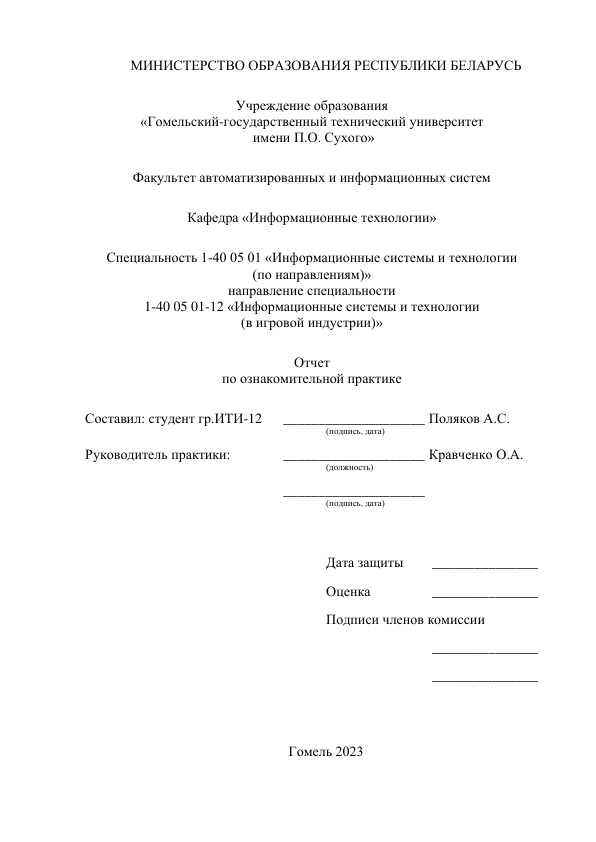 МИНИСТЕРСТВО ОБРАЗОВАНИЯ РЕСПУБЛИКИ БЕЛАРУСЬ
Учреждение образования
«Гомельский-государственный технический университет
имени П.О. Сухого»
Факультет автоматизированных и информационных систем
Кафедра «Информационные технологии»
Специальность 1-40 05 01 «Информационные системы и технологии
(по направлениям)»
направление специальности
1-40 05 01-12 «Информационные системы и технологии
(в игровой индустрии)»
Отчет
по ознакомительной практике
Составил: студент гр.ИТИ-12 ____________________ Поляков А.С.
(подпись, дата)
Руководитель практики: ____________________ Кравченко О.А.
(должность)
____________________
(подпись, дата)
Дата защиты _______________
Оценка _______________
Подписи членов комиссии
_______________
_______________
Гомель 2023